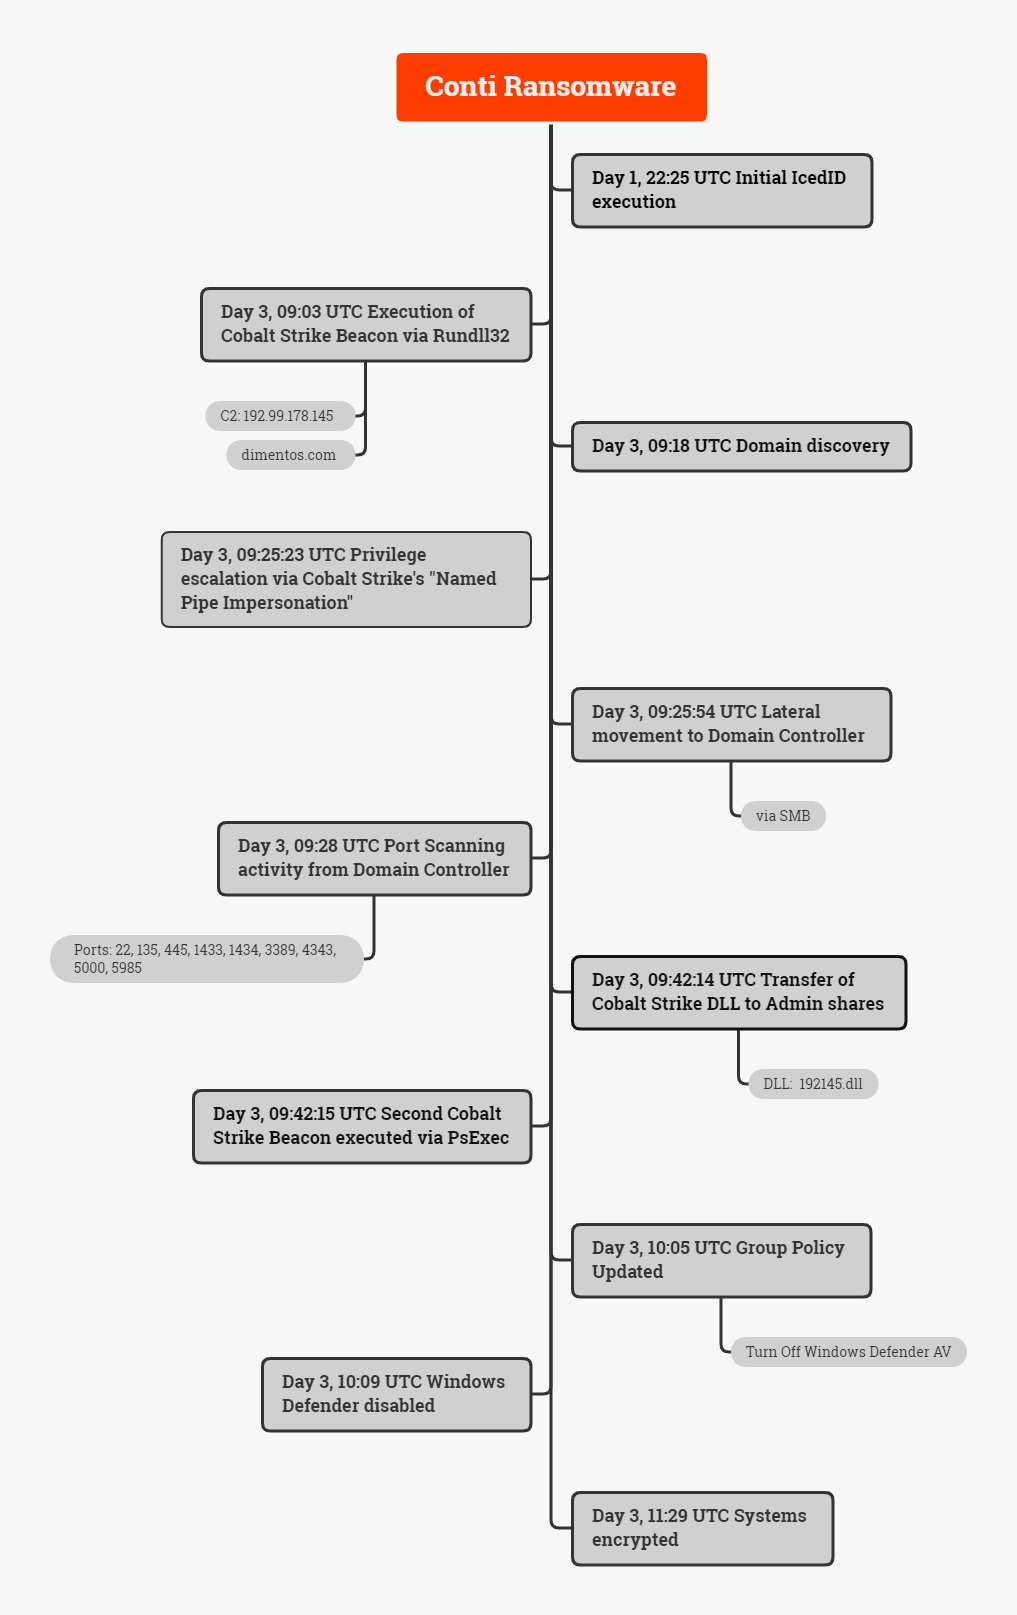 Conti Ransomware
Day 1, 22:25 UTC Initial IcedID
execution
Day 3, 09:03 UTC Execution of
Cobalt Strike Beacon via Rundll32
C2: 192.99.178.145
dimentos.com
Day 3, 09:18 UTC Domain discovery
Day 3, 09:25:23 UTC Privilege
escalation via Cobalt Strike's "Named
Pipe Impersonation"
Day 3, 09:25:54 UTC Lateral
movement to Domain Controller
via SMB
Day 3, 09:28 UTC Port Scanning
activity from Domain Controller
Ports: 22, 135, 445, 1433, 1434, 3389, 4343,
5000, 5985
Day 3, 09:42:14 UTC Transfer of
Cobalt Strike DLL to Admin shares
DLL:  192145.dll
Day 3, 09:42:15 UTC Second Cobalt
Strike Beacon executed via PsExec
Day 3, 10:05 UTC Group Policy
Updated
Turn Off Windows Defender AV
Day 3, 10:09 UTC Windows
Defender disabled
Day 3, 11:29 UTC Systems
encrypted